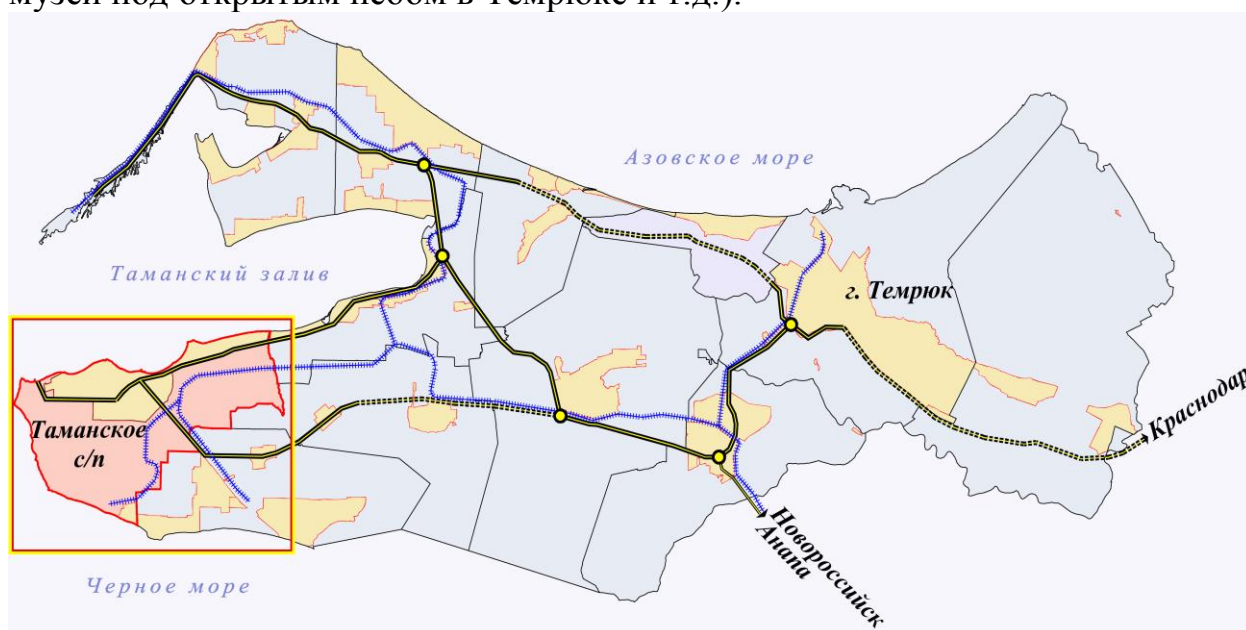 музей под открытым небом в Темрюке и т.д.).
Азовское море
Таманский залив
г. Темрюк
Краснодар
Таманское
с/п
Новороссийск
Анапа
Черное море